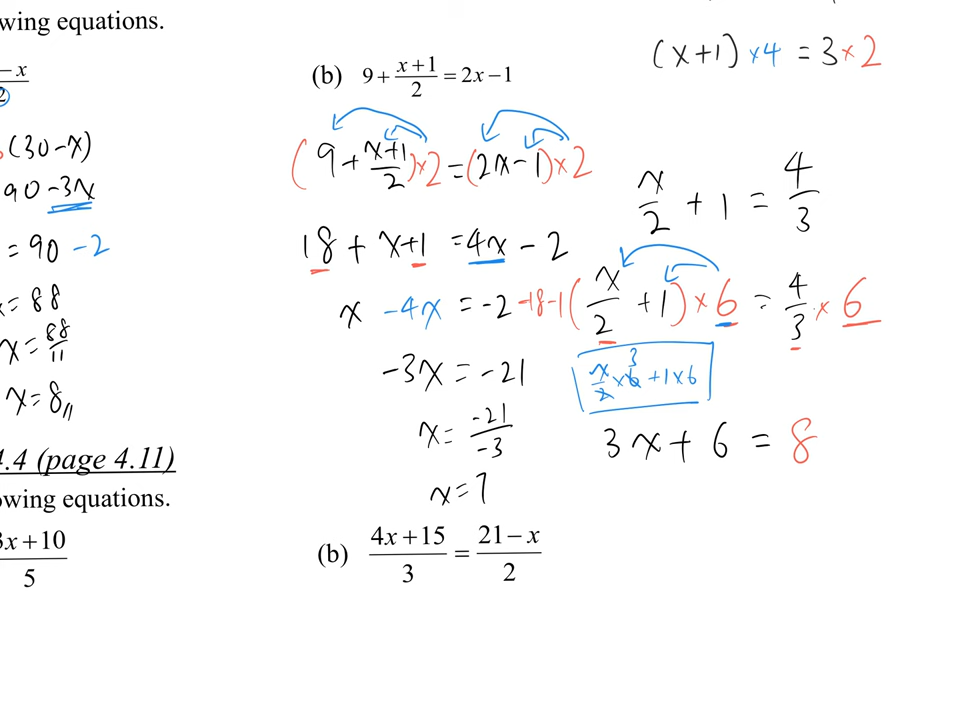 wing equations.
− x
2
(30 − x)
90 − 3x
= 90 − 2
x = 88
x = 88/11
x = 8 //
4.4 (page 4.11)
owing equations.
3x + 10
5
(b) 9 + (x + 1)/2 = 2x − 1
(9 + (x+1)/2) × 2 = (2x − 1) × 2
18 + x + 1 = 4x − 2
x − 4x = −2 −18 −1
−3x = −21
x = −21/−3
x = 7
(b) (4x + 15)/3 = (21 − x)/2
(x+1) × 4 = 3 × 2
x/2 + 1 = 4/3
(x/2 + 1) × 6 = 4/3 × 6
3
x/2 × 6 + 1 × 6
3x + 6 = 8